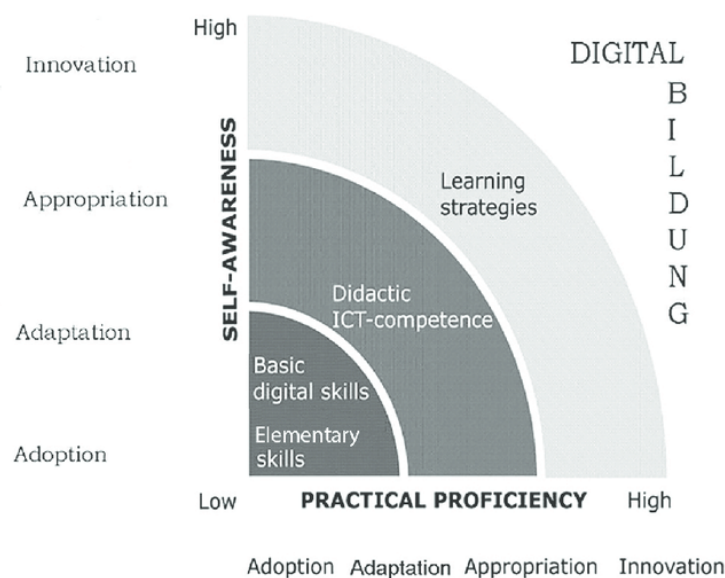 High
DIGITAL
BILDUNG
Innovation
SELF-AWARENESS
Learning
strategies
Appropriation
Didactic
ICT-competence
Adaptation
Basic
digital skills
Elementary
skills
Adoption
Low
PRACTICAL PROFICIENCY
High
Adoption Adaptation Appropriation Innovation